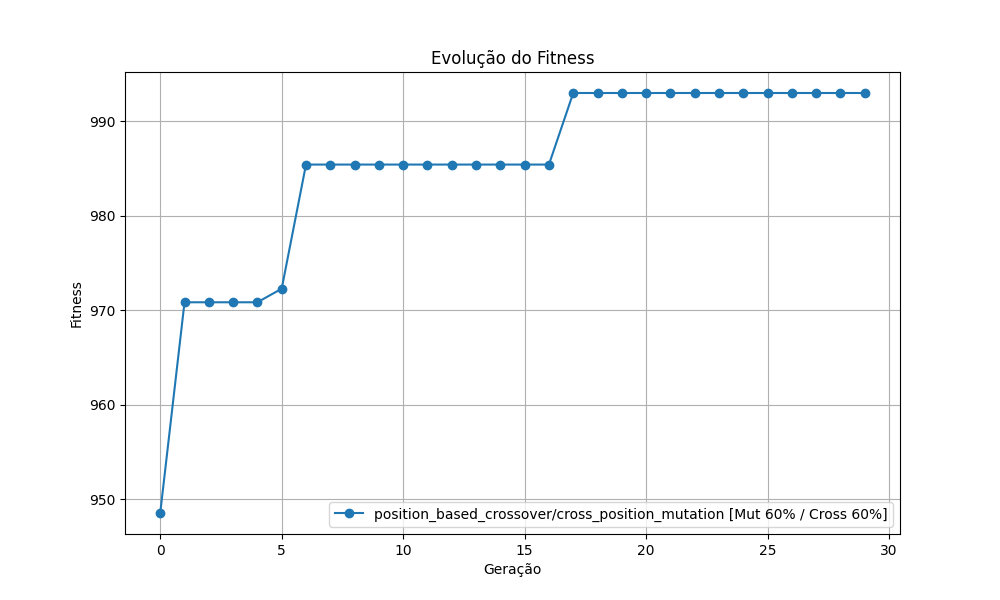 Evolução do Fitness
Fitness
990
980
970
960
950
position_based_crossover/cross_position_mutation [Mut 60% / Cross 60%]
0 5 10 15 20 25 30
Geração